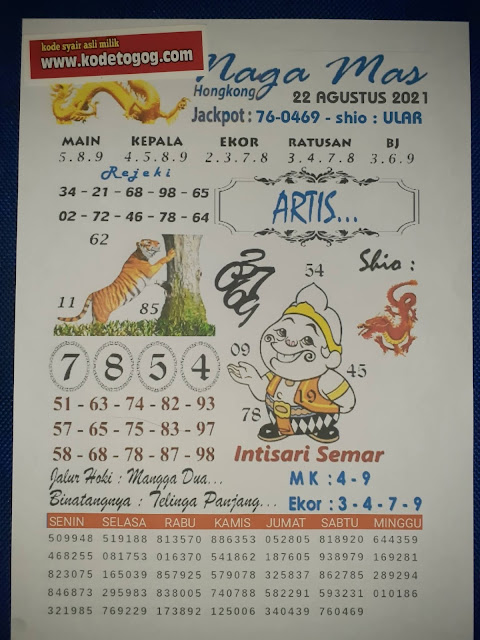 kode syair asli milik
www.kodetogog.com
Naga Mas
Hongkong 22 AGUSTUS 2021
Jackpot : 76-0469 - shio : ULAR
MAIN KEPALA EKOR RATUSAN BJ
5.8.9 4.5.8.9 2.3.7.8 3.4.7.8 3.6.9
Rejeki
34 - 21 - 68 - 98 - 65
02 - 72 - 46 - 78 - 64
ARTIS...
62
11
85
54
Shio :
09
45
19
78
7 8 5 4
51 - 63 - 74 - 82 - 93
57 - 65 - 75 - 83 - 97
58 - 68 - 78 - 87 - 98
Intisari Semar
Jalur Hoki : Mangga Dua...
Binatangnya : Telinga Panjang...
M K : 4 - 9
Ekor : 3 - 4 - 7 - 9
SENIN SELASA RABU KAMIS JUMAT SABTU MINGGU
509948 519188 813570 886353 052805 818920 644359
468255 081753 016370 541862 187605 938979 169281
823075 165039 857925 579078 325837 862785 289294
846873 295983 838005 740788 582291 593231 010186
321985 769229 173892 125006 340439 760469